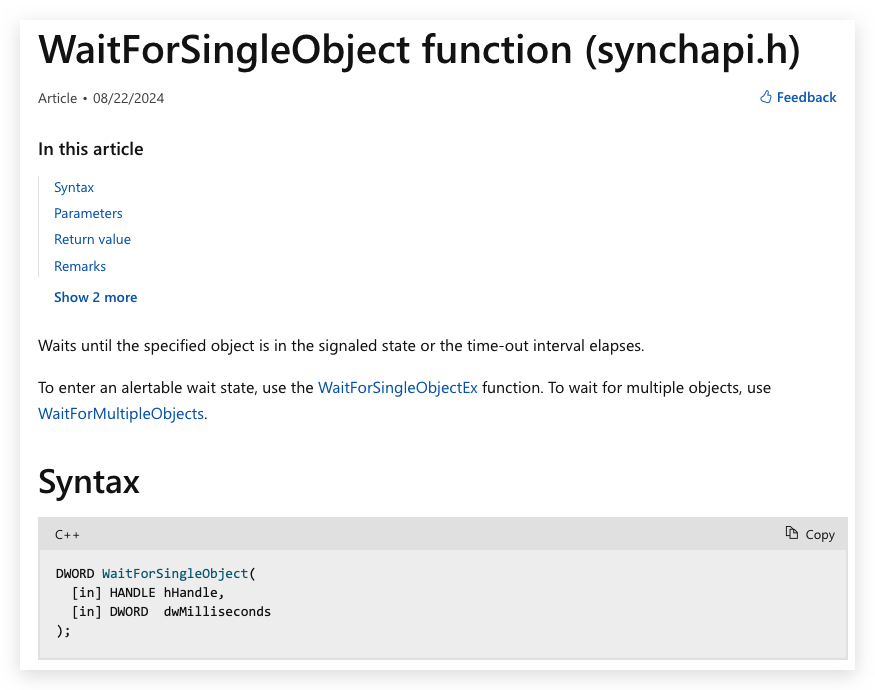 WaitForSingleObject function (synchapi.h)
Article • 08/22/2024
Feedback
In this article
Syntax
Parameters
Return value
Remarks
Show 2 more
Waits until the specified object is in the signaled state or the time-out interval elapses.
To enter an alertable wait state, use the WaitForSingleObjectEx function. To wait for multiple objects, use
WaitForMultipleObjects.
Syntax
C++
Copy
DWORD WaitForSingleObject(
  [in] HANDLE hHandle,
  [in] DWORD  dwMilliseconds
);